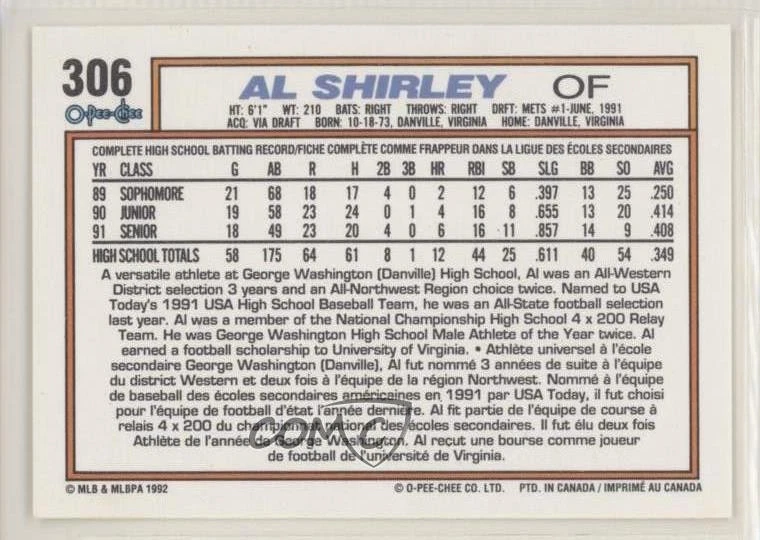 306 AL SHIRLEY OF
O-Pee-Chee
HT: 6'1" WT: 210 BATS: RIGHT THROWS: RIGHT DRFT: METS #1-JUNE, 1991
ACQ: VIA DRAFT BORN: 10-18-73, DANVILLE, VIRGINIA HOME: DANVILLE, VIRGINIA
COMPLETE HIGH SCHOOL BATTING RECORD/FICHE COMPLÈTE COMME FRAPPEUR DANS LA LIGUE DES ÉCOLES SECONDAIRES
YR CLASS G AB R H 2B 3B HR RBI SB SLG BB SO AVG
89 SOPHOMORE 21 68 18 17 4 0 2 12 6 .397 13 25 .250
90 JUNIOR 19 58 23 24 0 1 4 16 8 .655 13 20 .414
91 SENIOR 18 49 23 20 4 0 6 16 11 .857 14 9 .408
HIGH SCHOOL TOTALS 58 175 64 61 8 1 12 44 25 .611 40 54 .349
A versatile athlete at George Washington (Danville) High School, Al was an All-Western
District selection 3 years and an All-Northwest Region choice twice. Named to USA
Today's 1991 USA High School Baseball Team, he was an All-State football selection
last year. Al was a member of the National Championship High School 4 x 200 Relay
Team. He was George Washington High School Male Athlete of the Year twice. Al
earned a football scholarship to University of Virginia. • Athlète universel à l'école
secondaire George Washington (Danville), Al fut nommé 3 années de suite à l'équipe
du district Western et deux fois à l'équipe de la région Northwest. Nommé à l'équipe
de baseball des écoles secondaires américaines en 1991 par USA Today, il fut choisi
pour l'équipe de football d'état l'année dernière. Al fit partie de l'équipe de course à
relais 4 x 200 du championnat national des écoles secondaires. Il fut élu deux fois
Athlète de l'année à George Washington. Al reçut une bourse comme joueur
de football de l'université de Virginia.
COMC
© MLB & MLBPA 1992 © O-PEE-CHEE CO. LTD. PTD. IN CANADA / IMPRIMÉ AU CANADA